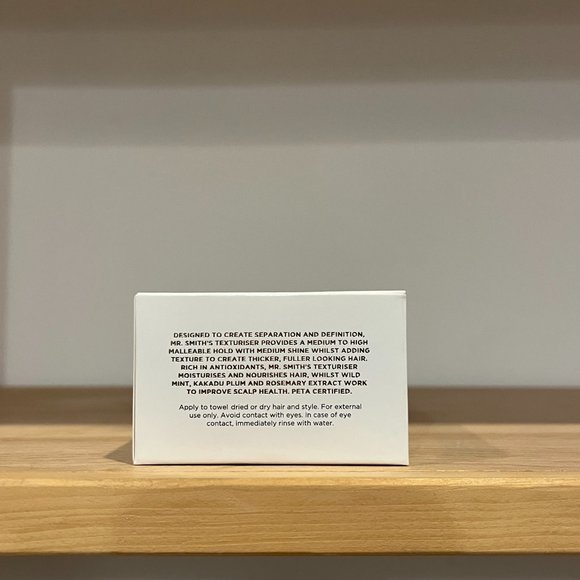 DESIGNED TO CREATE SEPARATION AND DEFINITION,
MR. SMITH'S TEXTURISER PROVIDES A MEDIUM TO HIGH
MALLEABLE HOLD WITH MEDIUM SHINE WHILST ADDING
TEXTURE TO CREATE THICKER, FULLER LOOKING HAIR.
RICH IN ANTIOXIDANTS, MR. SMITH'S TEXTURISER
MOISTURISES AND NOURISHES HAIR, WHILST WILD
MINT, KAKADU PLUM AND ROSEMARY EXTRACT WORK
TO IMPROVE SCALP HEALTH. PETA CERTIFIED.
Apply to towel dried or dry hair and style. For external
use only. Avoid contact with eyes. In case of eye
contact, immediately rinse with water.